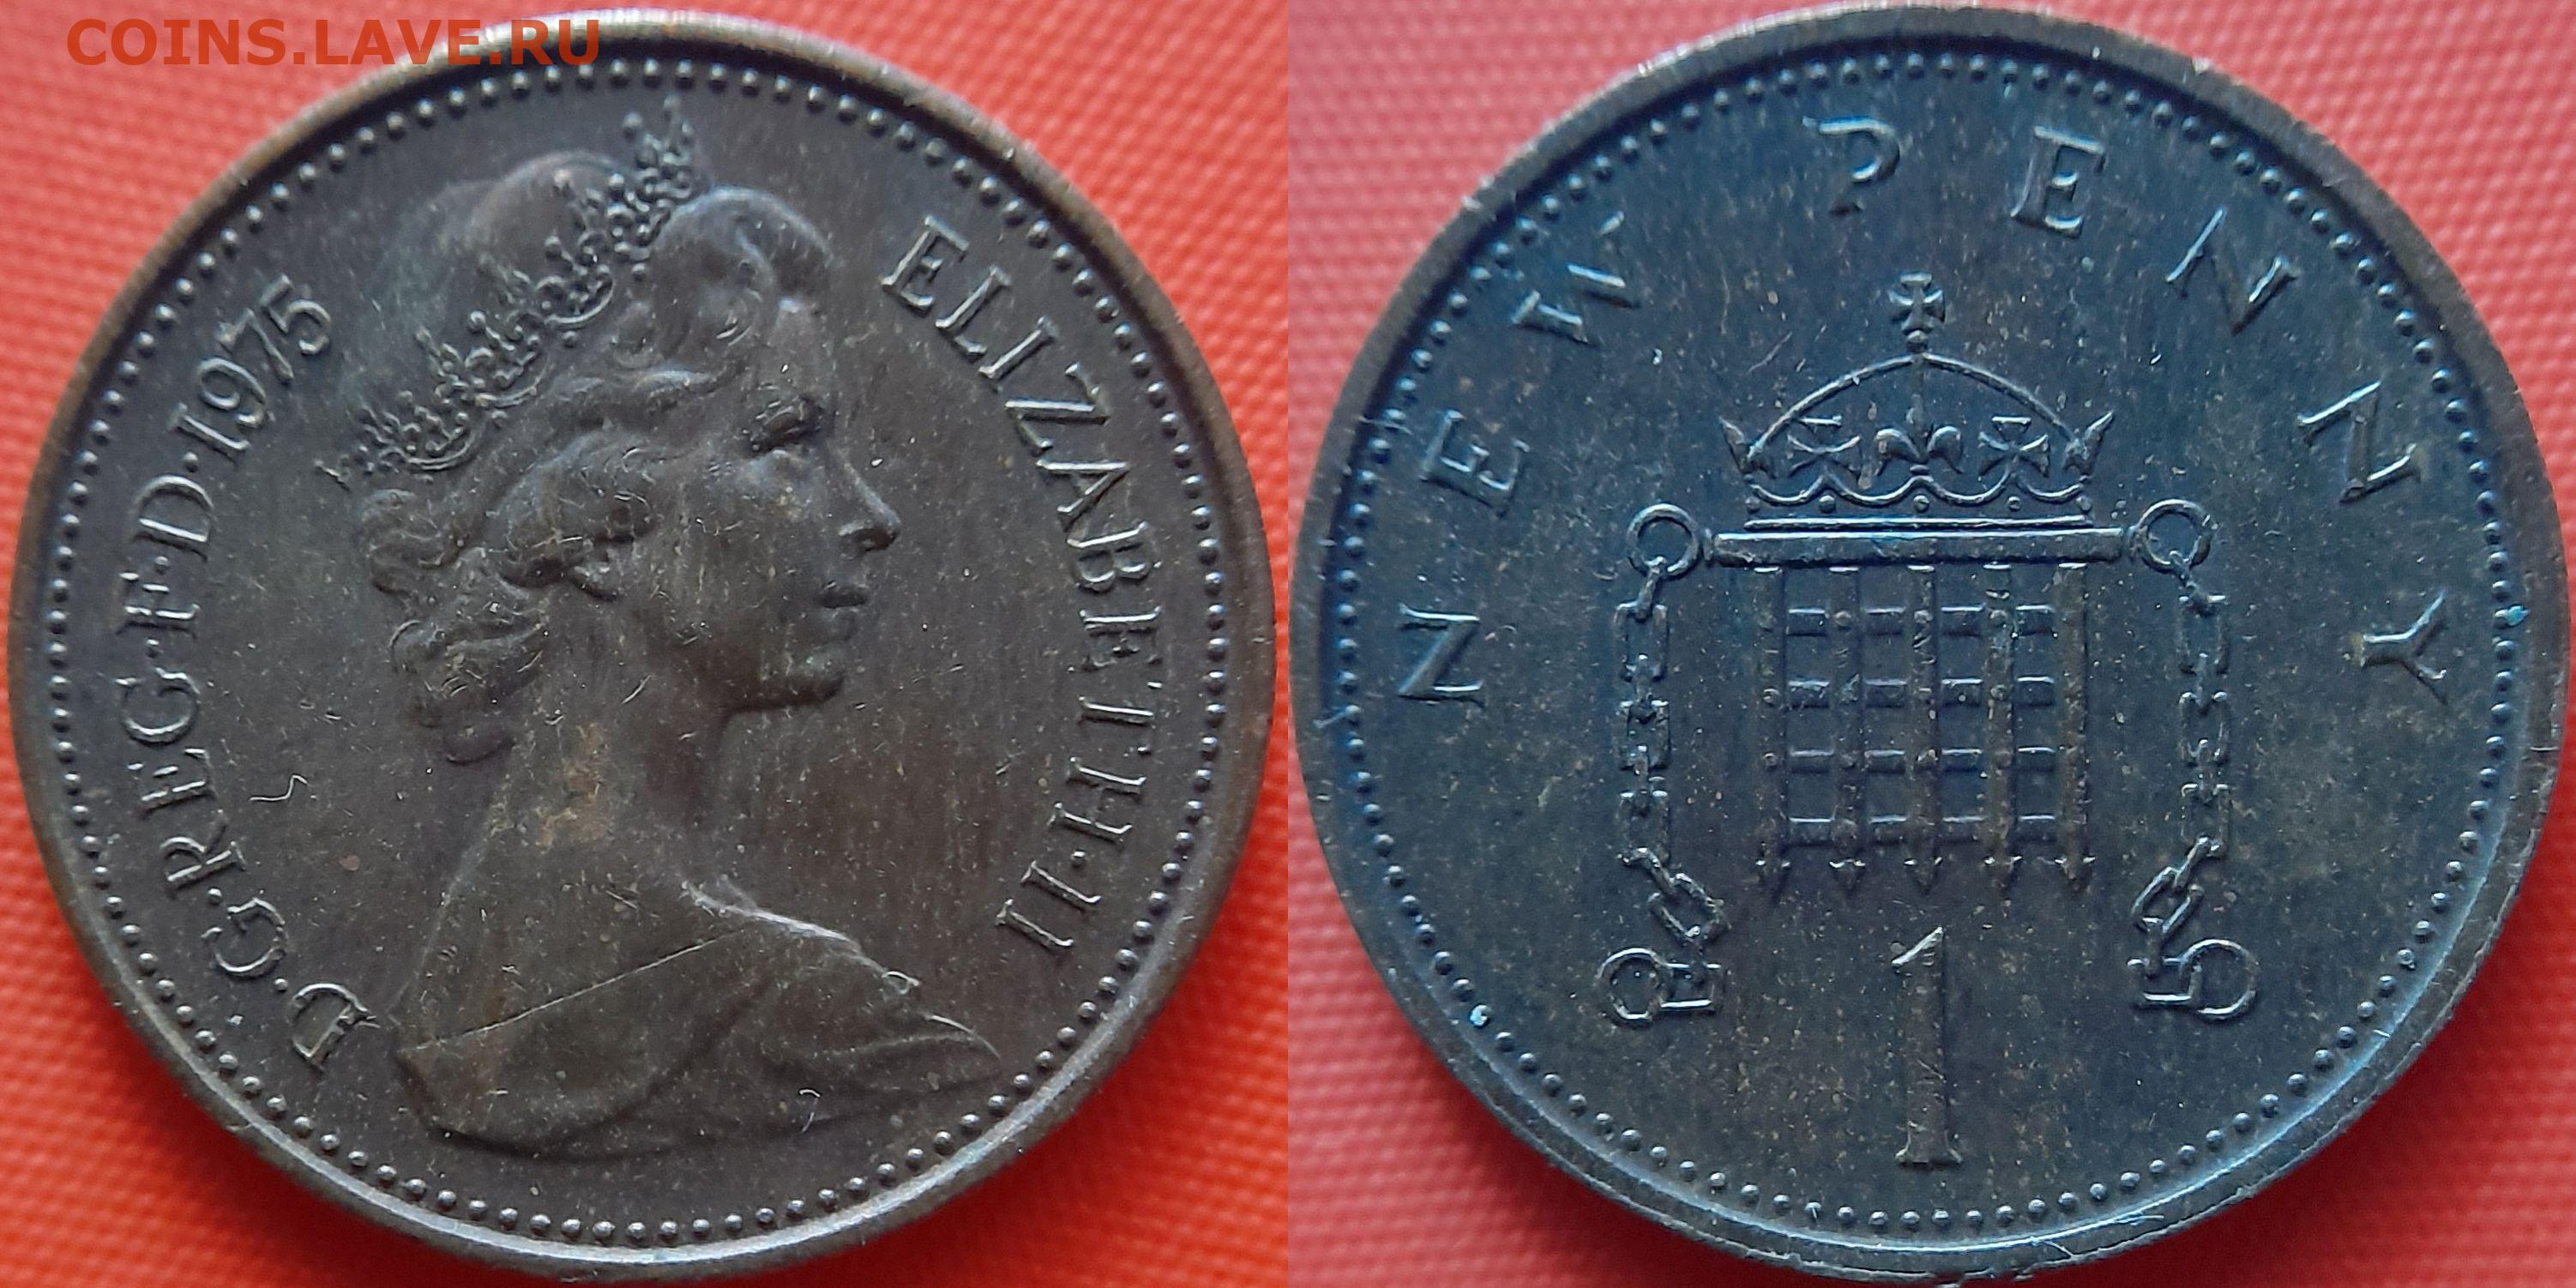 COINS.LAVE.RU
D·G·REG·F·D·1975
ELIZABETH·II
NEW PENNY
1